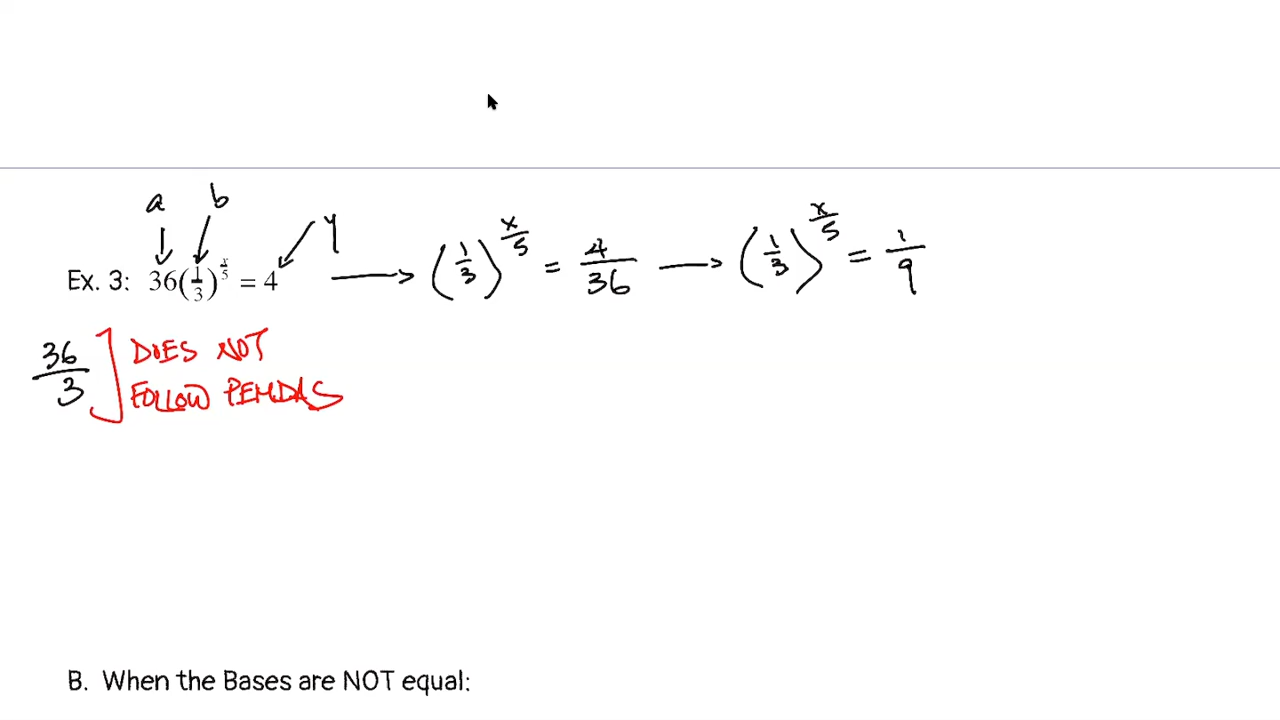 a b
y
Ex. 3: 36(1/3)^(x/5) = 4 → (1/3)^(x/5) = 4/36 → (1/3)^(x/5) = 1/9
36/3 ] DOES NOT
FOLLOW PEMDAS
B. When the Bases are NOT equal: